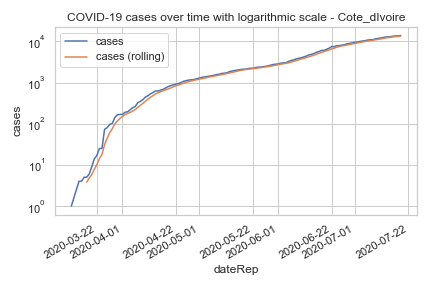 COVID-19 cases over time with logarithmic scale - Cote_dIvoire
cases
cases (rolling)
10⁴
10³
10²
10¹
10⁰
cases
2020-03-22
2020-04-01
2020-04-22
2020-05-01
2020-05-22
2020-06-01
2020-06-22
2020-07-01
2020-07-22
dateRep